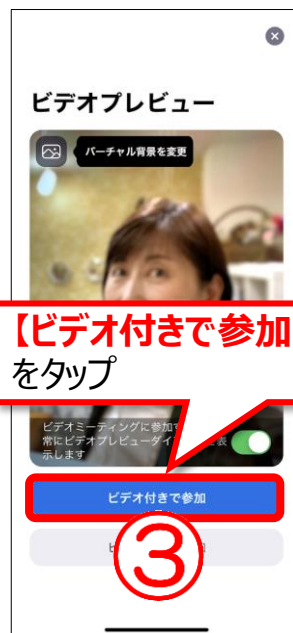 ビデオプレビュー
バーチャル背景を変更
【ビデオ付きで参加
をタップ
ビデオミーティングに参加す
常にビデオプレビューダイ を表
示します
ビデオ付きで参加
③